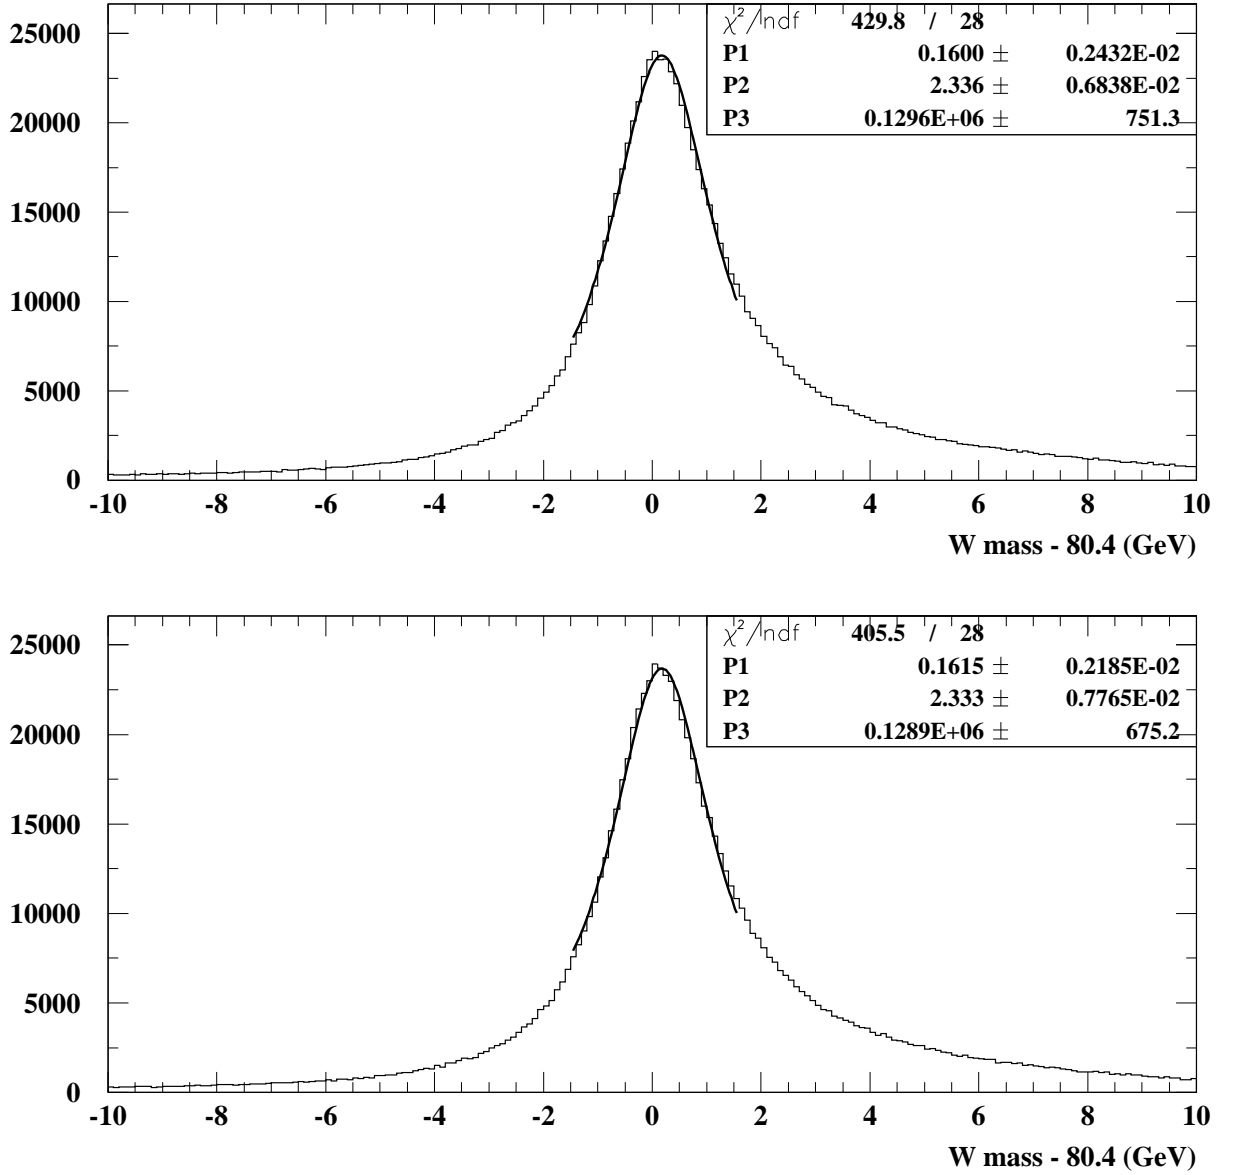 χ²/ndf 429.8 / 28
P1 0.1600 ± 0.2432E-02
P2 2.336 ± 0.6838E-02
P3 0.1296E+06 ± 751.3
25000
20000
15000
10000
5000
0
-10 -8 -6 -4 -2 0 2 4 6 8 10
W mass - 80.4 (GeV)
χ²/ndf 405.5 / 28
P1 0.1615 ± 0.2185E-02
P2 2.333 ± 0.7765E-02
P3 0.1289E+06 ± 675.2
25000
20000
15000
10000
5000
0
-10 -8 -6 -4 -2 0 2 4 6 8 10
W mass - 80.4 (GeV)